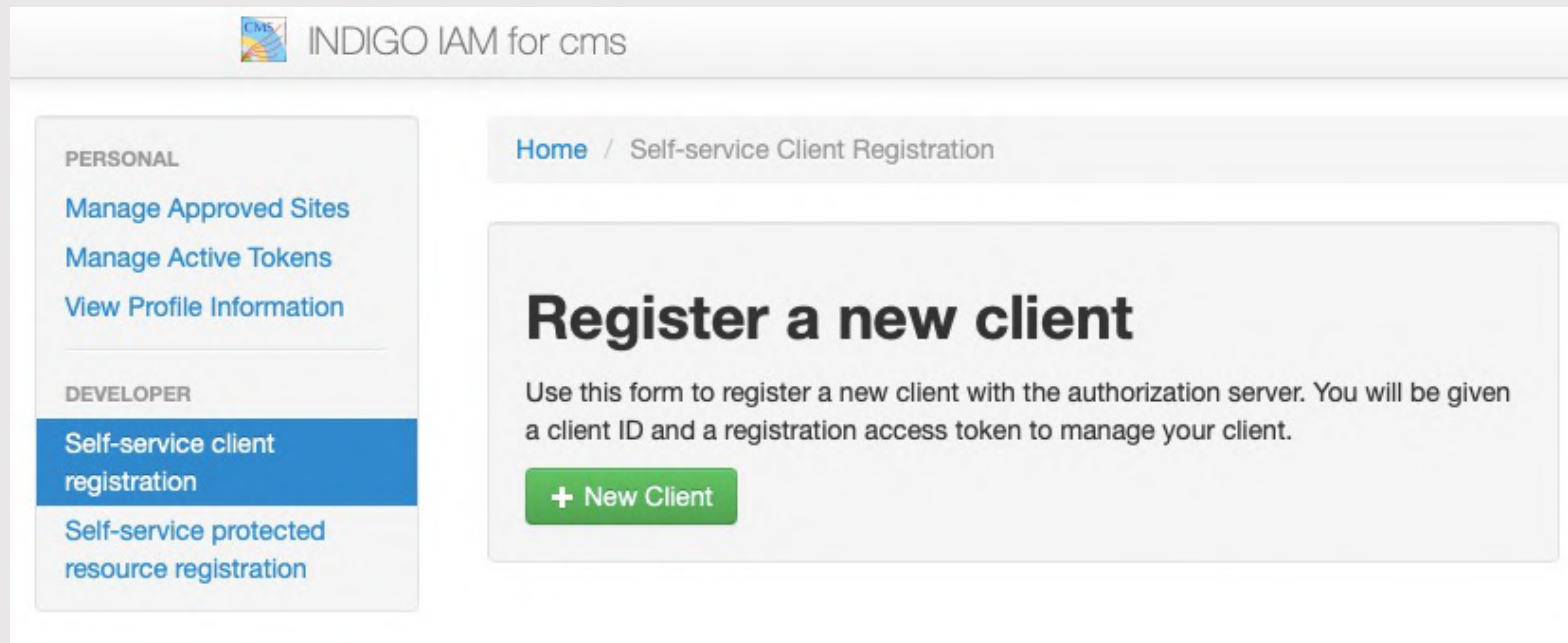 CMS
INDIGO IAM for cms
PERSONAL
Manage Approved Sites
Manage Active Tokens
View Profile Information
DEVELOPER
Self-service client
registration
Self-service protected
resource registration
Home / Self-service Client Registration
Register a new client
Use this form to register a new client with the authorization server. You will be given
a client ID and a registration access token to manage your client.
+ New Client